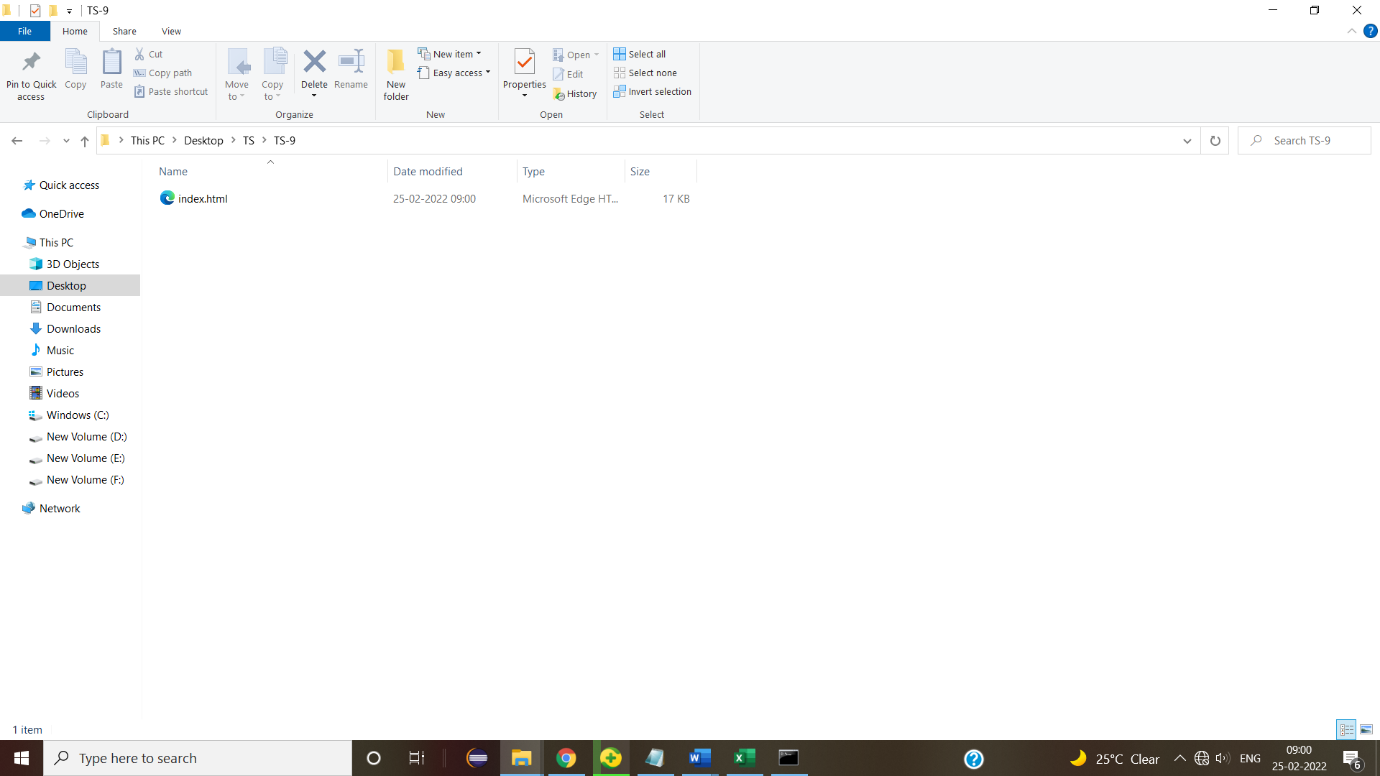 TS-9
File Home Share View
Pin to Quick access
Copy
Paste
Cut
Copy path
Paste shortcut
Clipboard
Move to
Copy to
Delete
Rename
Organize
New folder
New item
Easy access
New
Properties
Open
Edit
History
Open
Select all
Select none
Invert selection
Select
This PC Desktop TS TS-9
Search TS-9
Name Date modified Type Size
index.html 25-02-2022 09:00 Microsoft Edge HT... 17 KB
Quick access
OneDrive
This PC
3D Objects
Desktop
Documents
Downloads
Music
Pictures
Videos
Windows (C:)
New Volume (D:)
New Volume (E:)
New Volume (F:)
Network
1 item
Type here to search
25°C Clear
ENG
09:00
25-02-2022
6